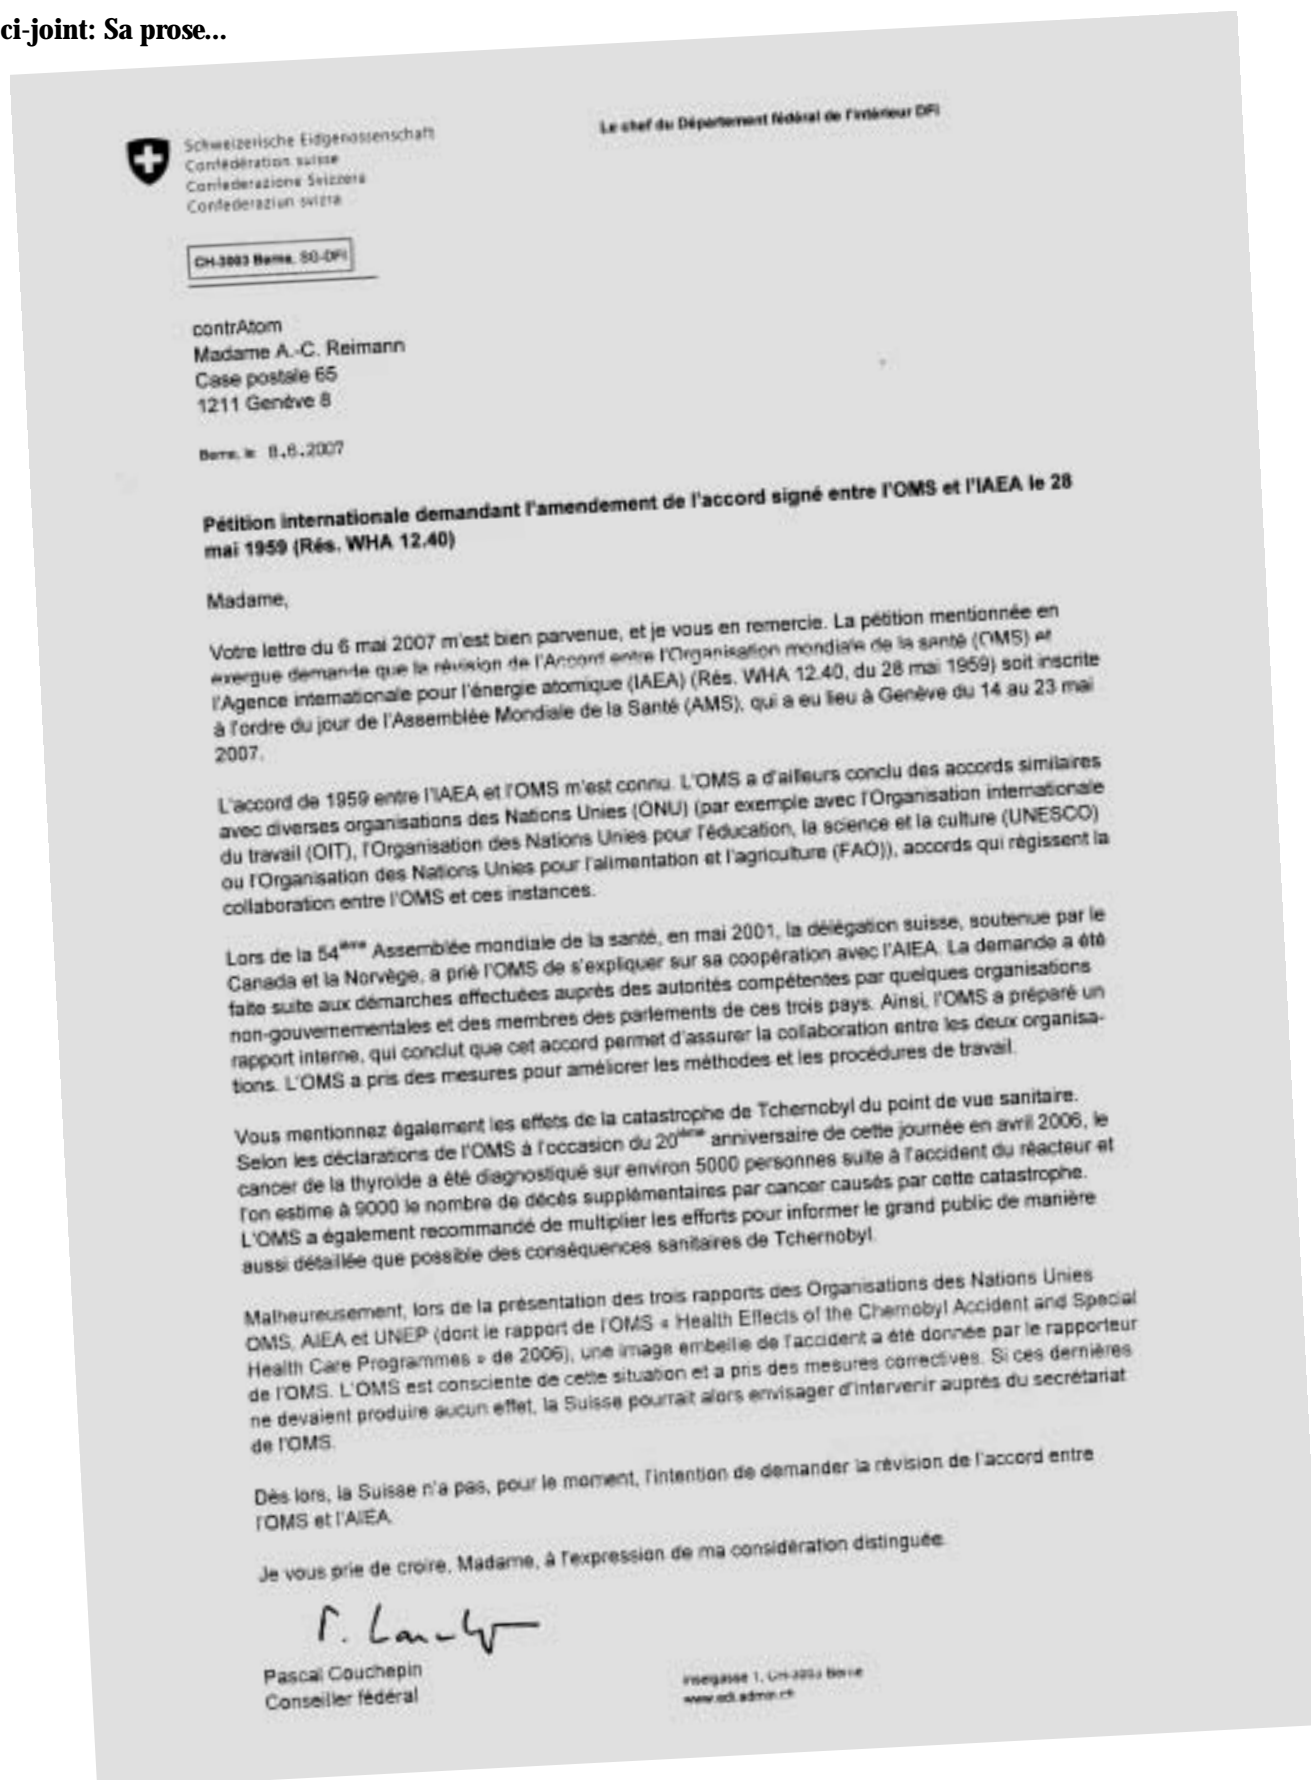 ci-joint: Sa prose...
Schweizerische Eidgenossenschaft
Confédération suisse
Confederazione Svizzera
Confederaziun svizra
Le chef du Département fédéral de l'intérieur DFI
CH-3003 Berne, SG-DFI
contrAtom
Madame A.-C. Reimann
Case postale 65
1211 Genève 8
Berne, le 8.6.2007
Pétition internationale demandant l'amendement de l'accord signé entre l'OMS et l'IAEA le 28
mai 1959 (Rés. WHA 12.40)
Madame,
Votre lettre du 6 mai 2007 m'est bien parvenue, et je vous en remercie. La pétition mentionnée en
exergue demande que la révision de l'Accord entre l'Organisation mondiale de la santé (OMS) et
l'Agence internationale pour l'énergie atomique (IAEA) (Rés. WHA 12.40, du 28 mai 1959) soit inscrite
à l'ordre du jour de l'Assemblée Mondiale de la Santé (AMS), qui a eu lieu à Genève du 14 au 23 mai
2007.
L'accord de 1959 entre l'IAEA et l'OMS m'est connu. L'OMS a d'ailleurs conclu des accords similaires
avec diverses organisations des Nations Unies (ONU) (par exemple avec l'Organisation internationale
du travail (OIT), l'Organisation des Nations Unies pour l'éducation, la science et la culture (UNESCO)
ou l'Organisation des Nations Unies pour l'alimentation et l'agriculture (FAO)), accords qui régissent la
collaboration entre l'OMS et ces instances.
Lors de la 54ème Assemblée mondiale de la santé, en mai 2001, la délégation suisse, soutenue par le
Canada et la Norvège, a prié l'OMS de s'expliquer sur sa coopération avec l'AIEA. La demande a été
faite suite aux démarches effectuées auprès des autorités compétentes par quelques organisations
non-gouvernementales et des membres des parlements de ces trois pays. Ainsi, l'OMS a préparé un
rapport interne, qui conclut que cet accord permet d'assurer la collaboration entre les deux organisa-
tions. L'OMS a pris des mesures pour améliorer les méthodes et les procédures de travail.
Vous mentionnez également les effets de la catastrophe de Tchernobyl du point de vue sanitaire.
Selon les déclarations de l'OMS à l'occasion du 20ème anniversaire de cette journée en avril 2006, le
cancer de la thyroïde a été diagnostiqué sur environ 5000 personnes suite à l'accident du réacteur et
l'on estime à 9000 le nombre de décès supplémentaires par cancer causés par cette catastrophe.
L'OMS a également recommandé de multiplier les efforts pour informer le grand public de manière
aussi détaillée que possible des conséquences sanitaires de Tchernobyl.
Malheureusement, lors de la présentation des trois rapports des Organisations des Nations Unies
OMS, AIEA et UNEP (dont le rapport de l'OMS « Health Effects of the Chernobyl Accident and Special
Health Care Programmes » de 2006), une image embellie de l'accident a été donnée par le rapporteur
de l'OMS. L'OMS est consciente de cette situation et a pris des mesures correctives. Si ces dernières
ne devaient produire aucun effet, la Suisse pourrait alors envisager d'intervenir auprès du secrétariat
de l'OMS.
Dès lors, la Suisse n'a pas, pour le moment, l'intention de demander la révision de l'accord entre
l'OMS et l'AIEA.
Je vous prie de croire, Madame, à l'expression de ma considération distinguée.
Pascal Couchepin
Conseiller fédéral
Inselgasse 1, CH-3003 Berne
www.edi.admin.ch